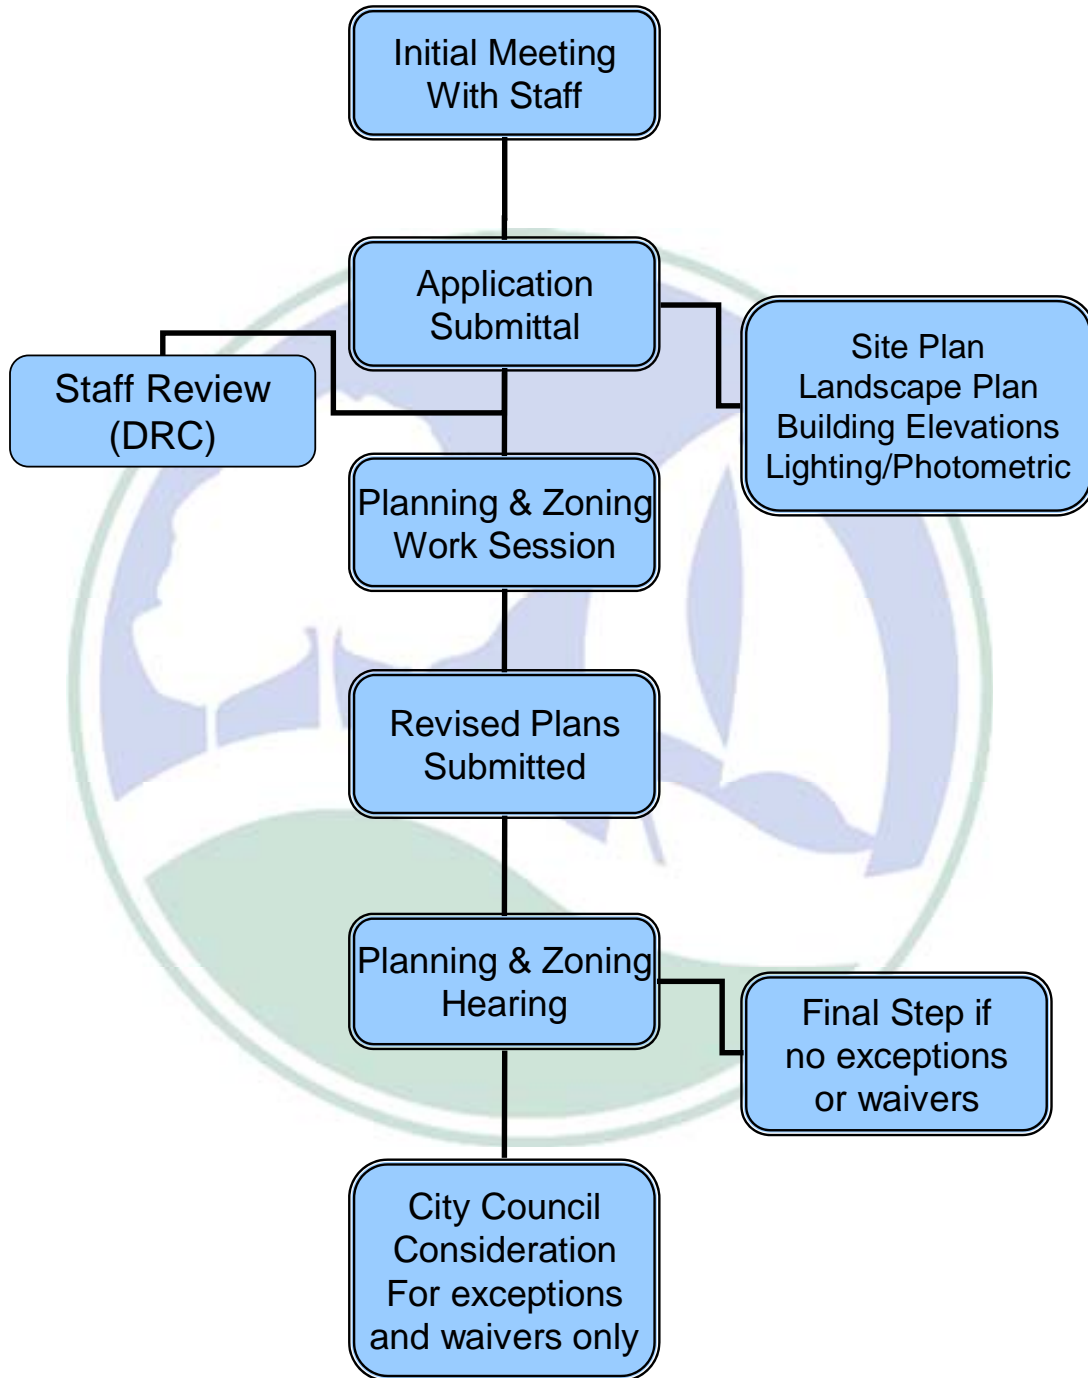 Initial Meeting
With Staff
Application
Submittal
Site Plan
Landscape Plan
Building Elevations
Lighting/Photometric
Staff Review
(DRC)
Planning & Zoning
Work Session
Revised Plans
Submitted
Planning & Zoning
Hearing
Final Step if
no exceptions
or waivers
City Council
Consideration
For exceptions
and waivers only